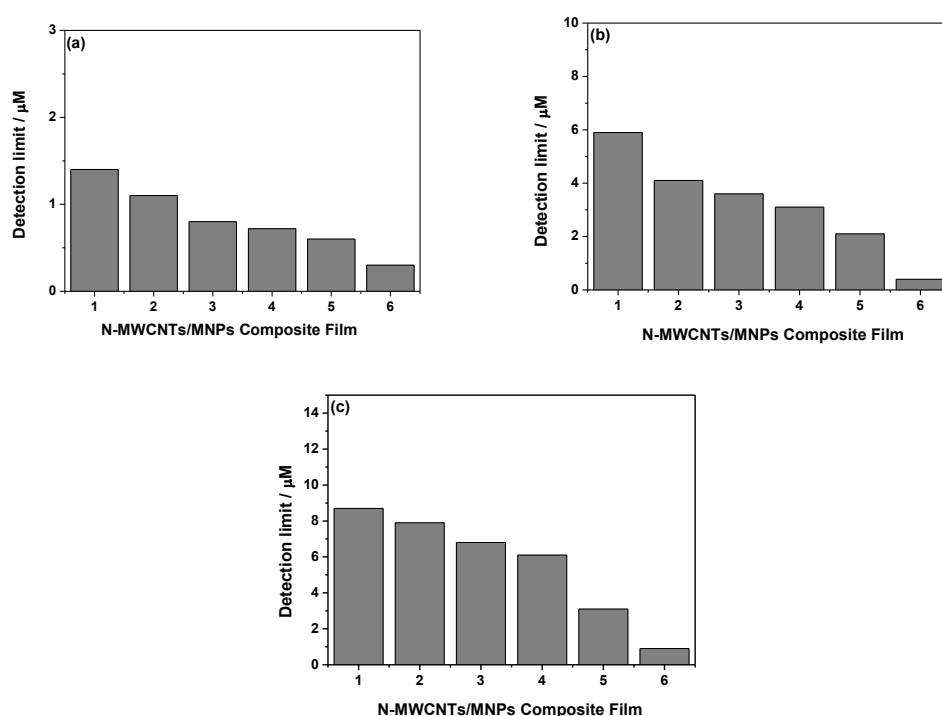 (a)
3
2
1
0
Detection limit / µM
1 2 3 4 5 6
N-MWCNTs/MNPs Composite Film
(b)
10
8
6
4
2
0
Detection limit / µM
1 2 3 4 5 6
N-MWCNTs/MNPs Composite Film
(c)
14
12
10
8
6
4
2
0
Detection limit / µM
1 2 3 4 5 6
N-MWCNTs/MNPs Composite Film